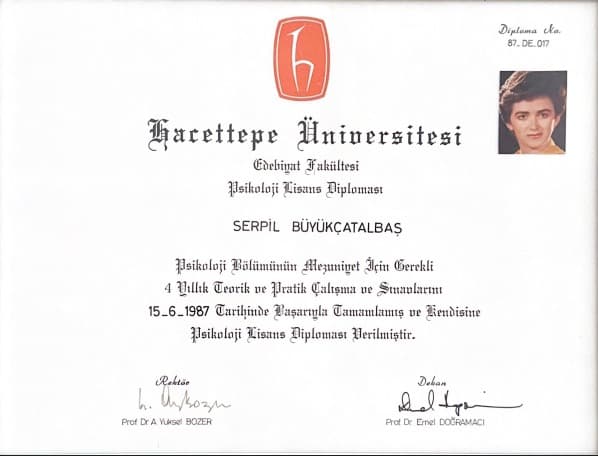 Diploma No.
87_DE_017
Hacettepe Üniversitesi
Edebiyat Fakültesi
Psikoloji Lisans Diploması
SERPİL BÜYÜKÇATALBAŞ
Psikoloji Bölümünün Mezuniyet İçin Gerekli
4 Yıllık Teorik ve Pratik Çalışma ve Sınavlarını
15_6_1987 Tarihinde Başarıyla Tamamlamış ve Kendisine
Psikoloji Lisans Diploması Verilmiştir.
Rektör Dekan
Prof Dr A Yüksel BOZER Prof Dr Emel DOĞRAMACI